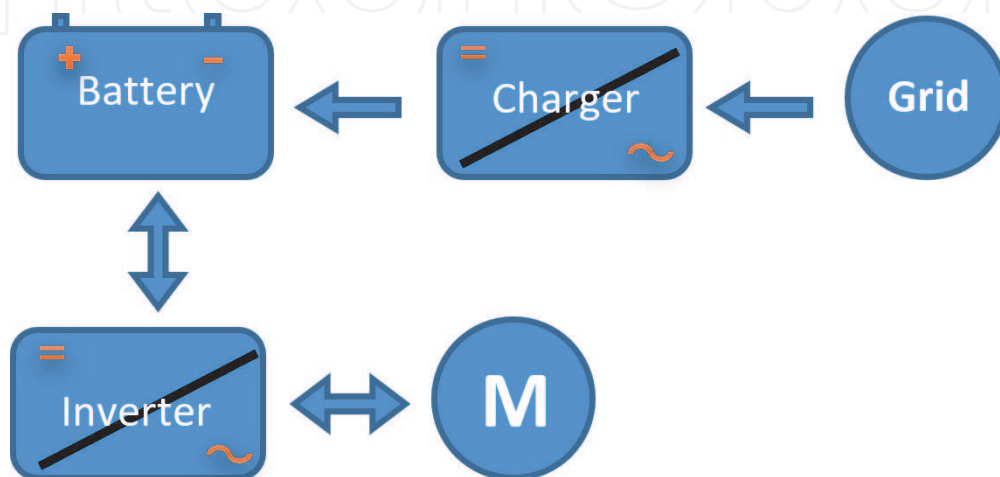 + -
Battery
=
Charger
~
Grid
=
Inverter
~
M